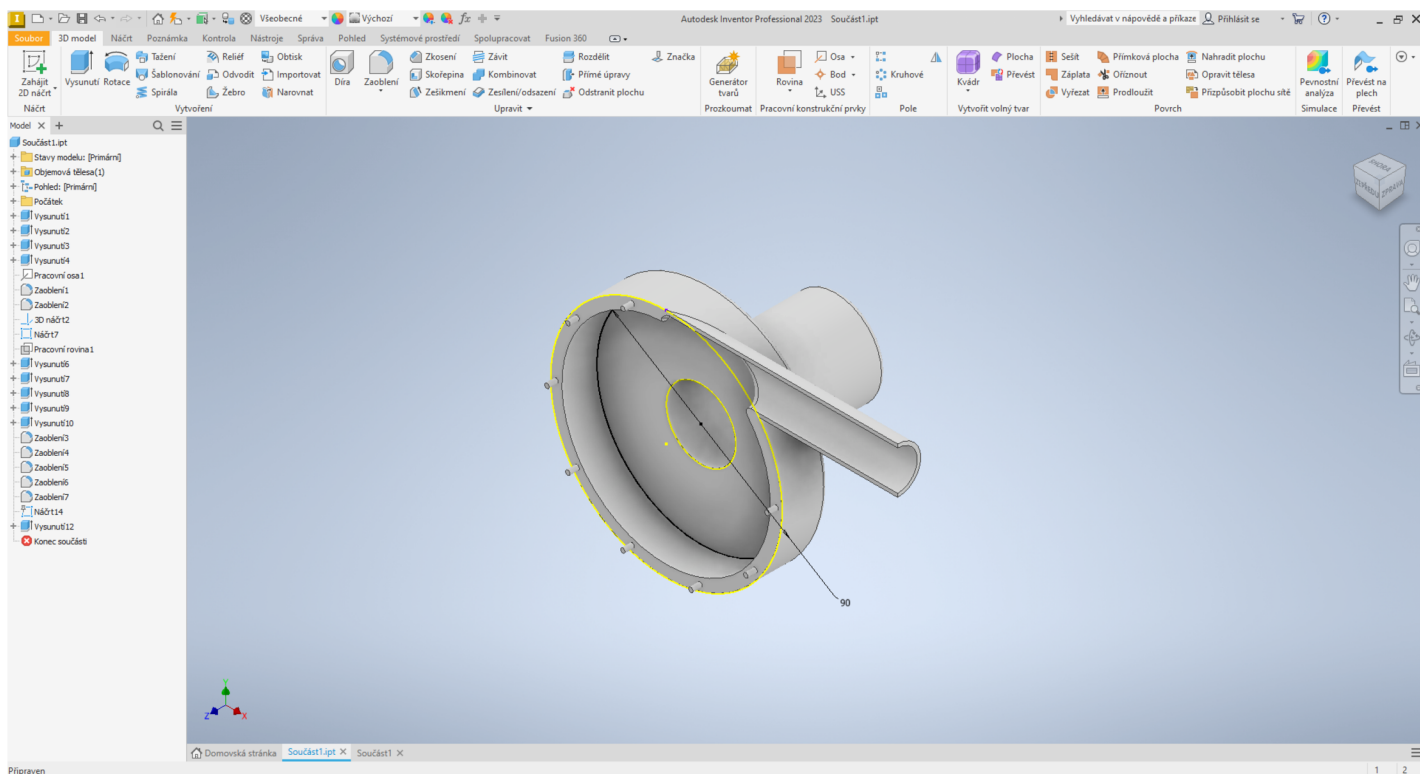 Všeobecné Výchozí Autodesk Inventor Professional 2023 Součást1.ipt Vyhledávat v nápovědě a příkaze Přihlásit se
Soubor 3D model Náčrt Poznámka Kontrola Nástroje Správa Pohled Systémové prostředí Spolupracovat Fusion 360
Zahájit 2D náčrt
Vysunutí Rotace
Tažení Reliéf Obtisk
Šablonování Odvodit Importovat
Spirála Žebro Narovnat
Díra Zaoblení
Zkosení Závit Rozdělit Značka
Skořepina Kombinovat Přímé úpravy
Zešikmení Zesílení/odsazení Odstranit plochu
Generátor tvarů
Rovina
Osa
Bod
USS
Kruhové
Kvádr
Plocha
Převést
Sešít Přímková plocha Nahradit plochu
Záplata Oříznout Opravit tělesa
Vyřezat Prodloužit Přizpůsobit plochu sítě
Pevnostní analýza
Převést na plech
Náčrt Vytvoření Upravit Prozkoumat Pracovní konstrukční prvky Pole Vytvořit volný tvar Povrch Simulace Převést
Model
Součást1.ipt
Stavy modelu: [Primární]
Objemová tělesa(1)
Pohled: [Primární]
Počátek
Vysunutí1
Vysunutí2
Vysunutí3
Vysunutí4
Pracovní osa1
Zaoblení1
Zaoblení2
3D náčrt2
Náčrt7
Pracovní rovina1
Vysunutí6
Vysunutí7
Vysunutí8
Vysunutí9
Vysunutí10
Zaoblení3
Zaoblení4
Zaoblení5
Zaoblení6
Zaoblení7
Náčrt14
Vysunutí12
Konec součásti
ZPRAVA
90
Y
Z X
Domovská stránka Součást1.ipt Součást1
Připraven 1 2